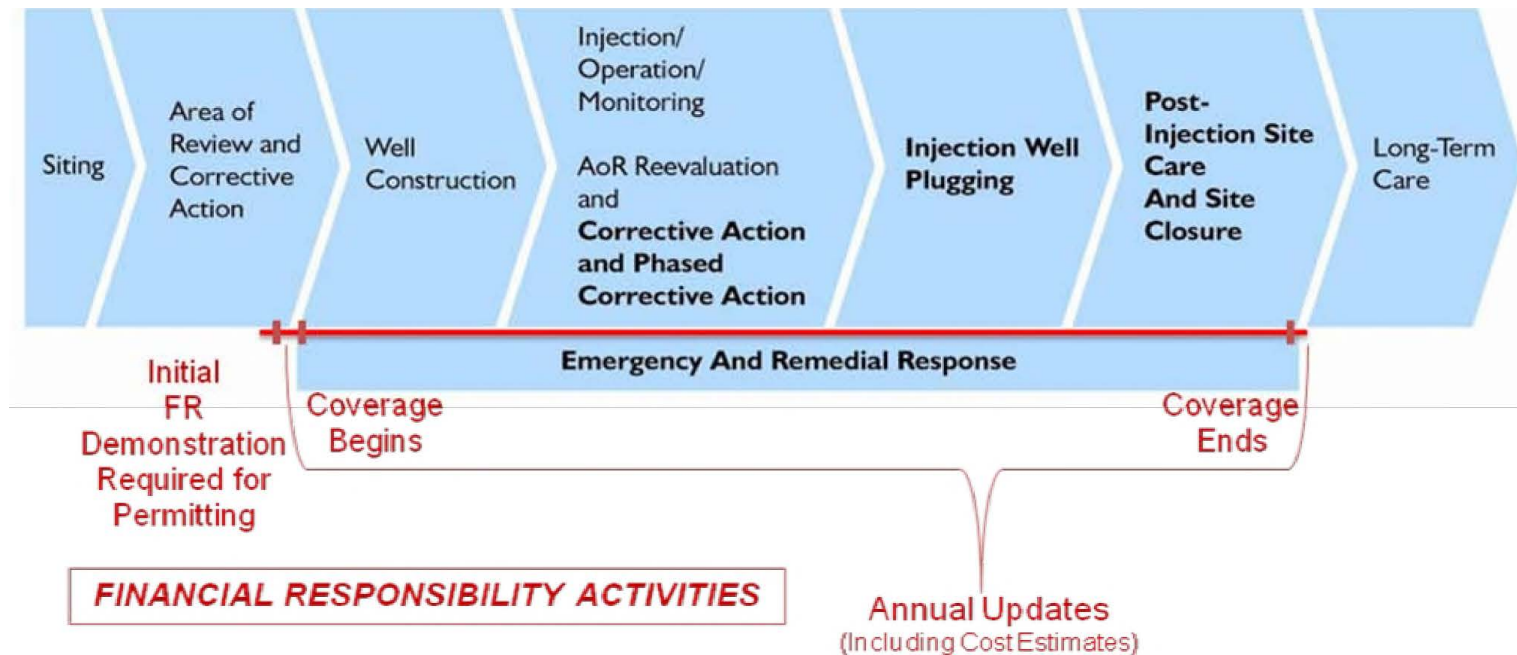 Siting
Area of
Review and
Corrective
Action
Well
Construction
Injection/
Operation/
Monitoring
AoR Reevaluation
and
Corrective Action
and Phased
Corrective Action
Injection Well
Plugging
Post-
Injection Site
Care
And Site
Closure
Long-Term
Care
Emergency And Remedial Response
Initial
FR
Demonstration
Required for
Permitting
Coverage
Begins
Coverage
Ends
FINANCIAL RESPONSIBILITY ACTIVITIES
Annual Updates
(Including Cost Estimates)